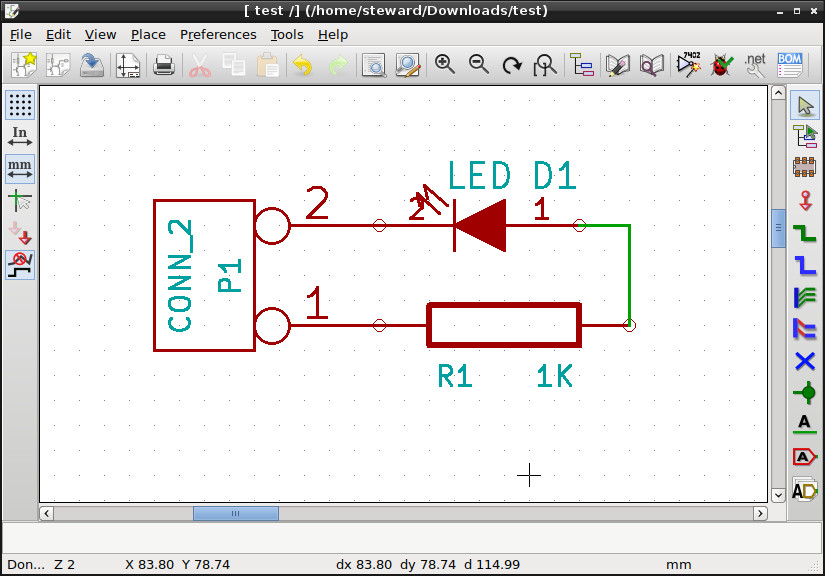 [ test /] (/home/steward/Downloads/test)
File Edit View Place Preferences Tools Help
7402
.net
BOM
In
mm
LED D1
2
2 1
CONN_2
P1
1
R1 1K
A
A
AD
Don... Z 2 X 83.80 Y 78.74 dx 83.80 dy 78.74 d 114.99 mm